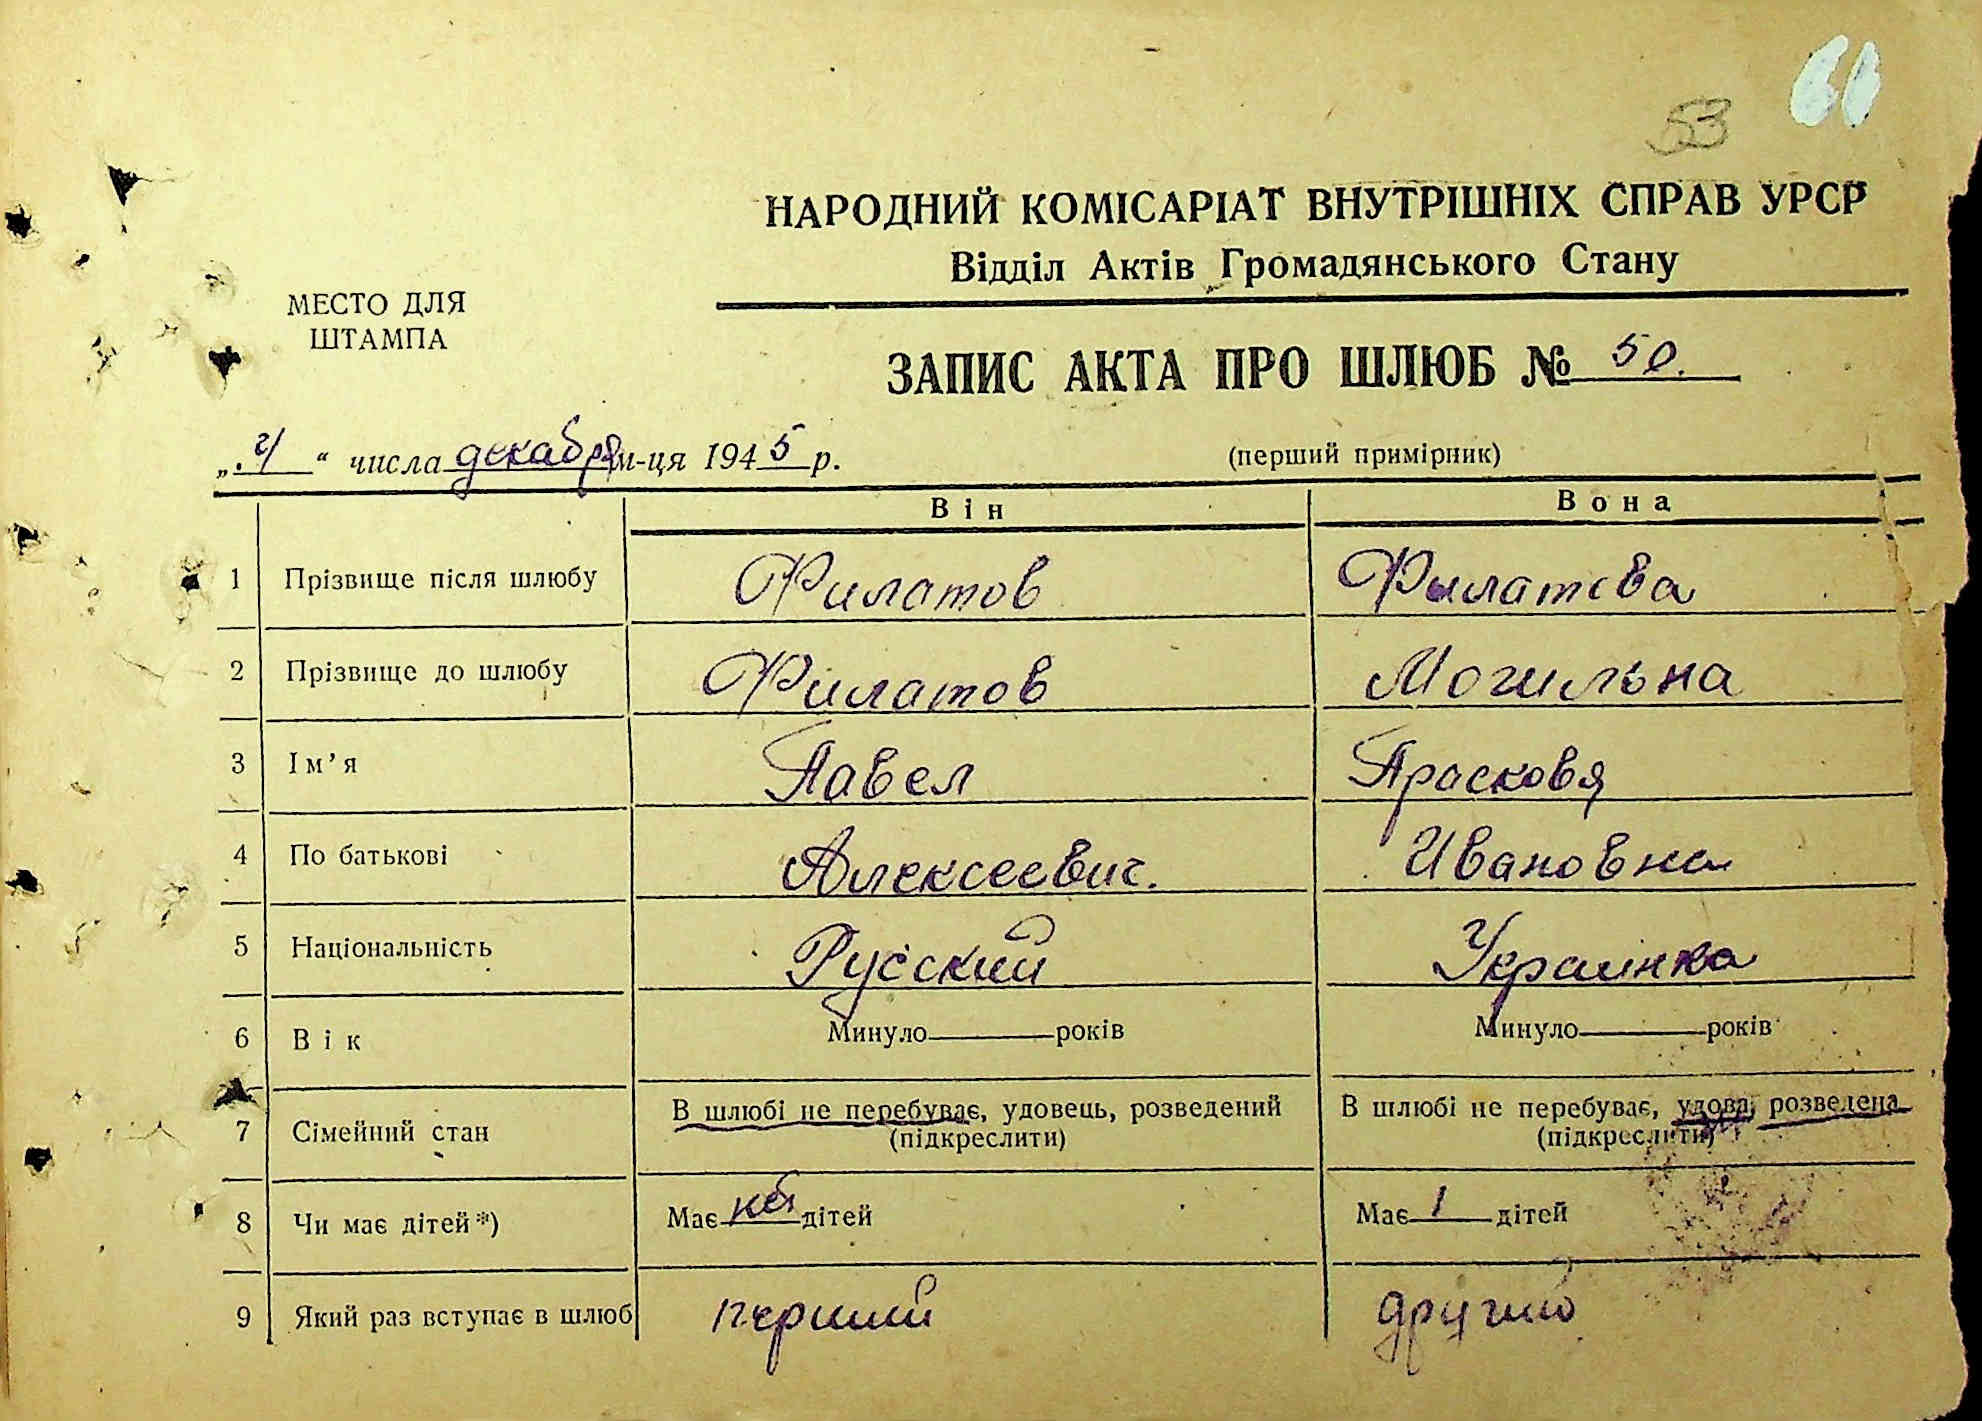 61
53
НАРОДНИЙ КОМІСАРІАТ ВНУТРІШНІХ СПРАВ УРСР
Відділ Актів Громадянського Стану
МЕСТО ДЛЯ
ШТАМПА
ЗАПИС АКТА ПРО ШЛЮБ № 50.
„ 4 “ числа декабря м-ця 1945 р.
(перший примірник)
Він Вона
1 Прізвище після шлюбу Филатов Филатова
2 Прізвище до шлюбу Филатов Могильна
3 Ім’я Павел Прасковя
4 По батькові Алексеевич. Ивановна
5 Національність Русский Украинка
6 Вік Минуло років Минуло років
7 Сімейний стан В шлюбі не перебуває, удовець, розведений В шлюбі не перебуває, удова, розведена
(підкреслити) (підкреслити)
8 Чи має дітей*) Має дітей Має 1 дітей
9 Який раз вступає в шлюб перший другий